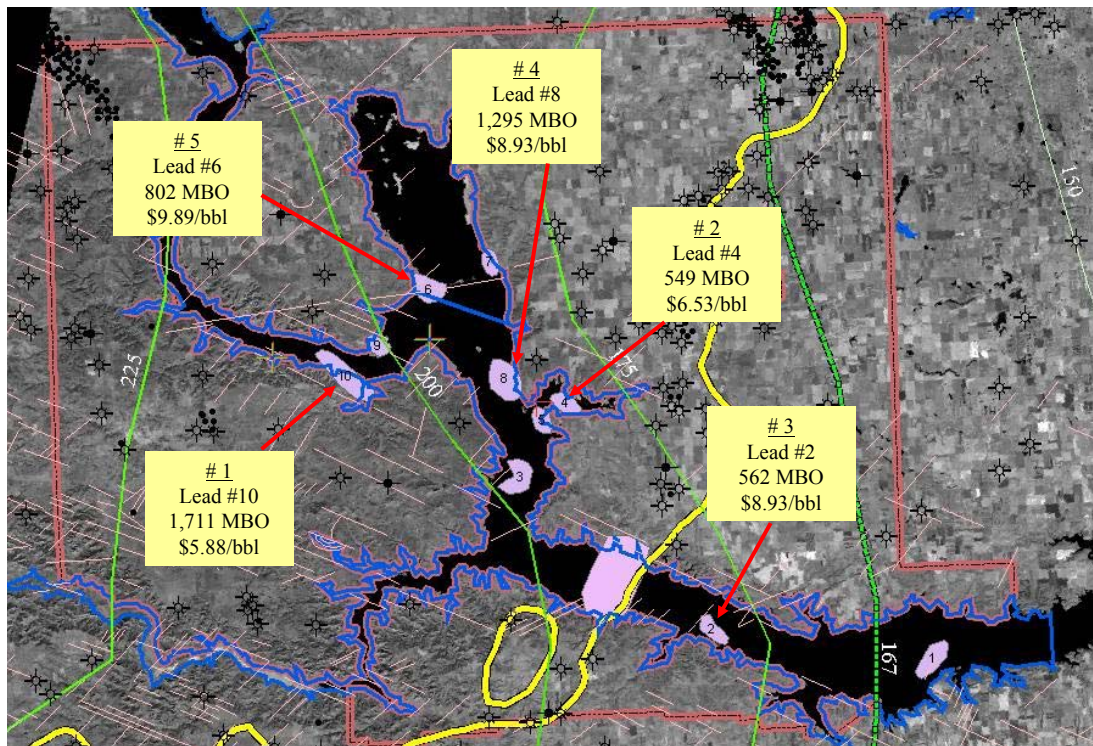 # 4
Lead #8
1,295 MBO
$8.93/bbl
# 5
Lead #6
802 MBO
$9.89/bbl
# 2
Lead #4
549 MBO
$6.53/bbl
# 1
Lead #10
1,711 MBO
$5.88/bbl
# 3
Lead #2
562 MBO
$8.93/bbl
150
225
200
175
167
7
6
9
10
8
4
3
2
1